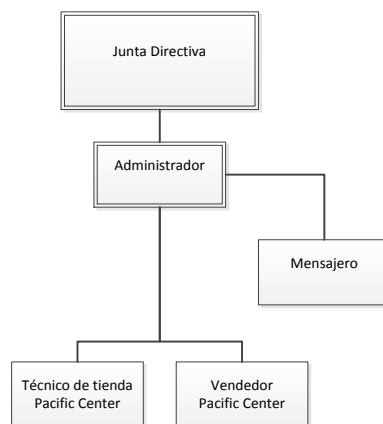 Junta Directiva
Administrador
Mensajero
Técnico de tienda
Pacific Center
Vendedor
Pacific Center